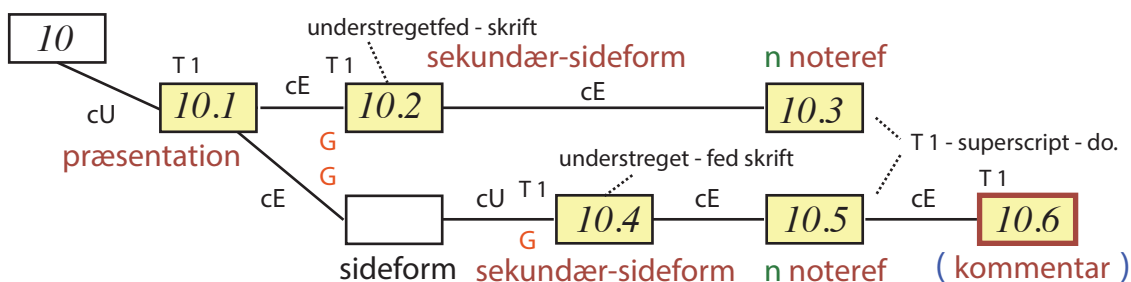 10
understregetfed - skrift
T 1 cE T 1 sekundær-sideform n noteref
cU 10.1 10.2 cE 10.3
præsentation G T 1 - superscript - do.
G understreget - fed skrift
cE cU T 1 cE cE T 1
10.4 10.5 10.6
G
sideform sekundær-sideform n noteref ( kommentar )